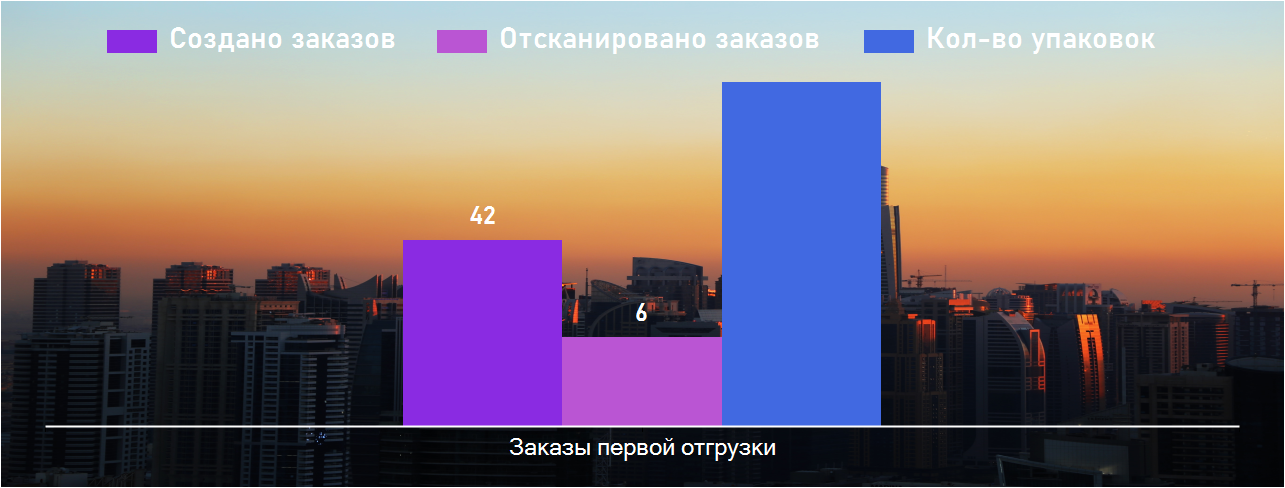 Создано заказов Отсканировано заказов Кол-во упаковок
42
6
Заказы первой отгрузки